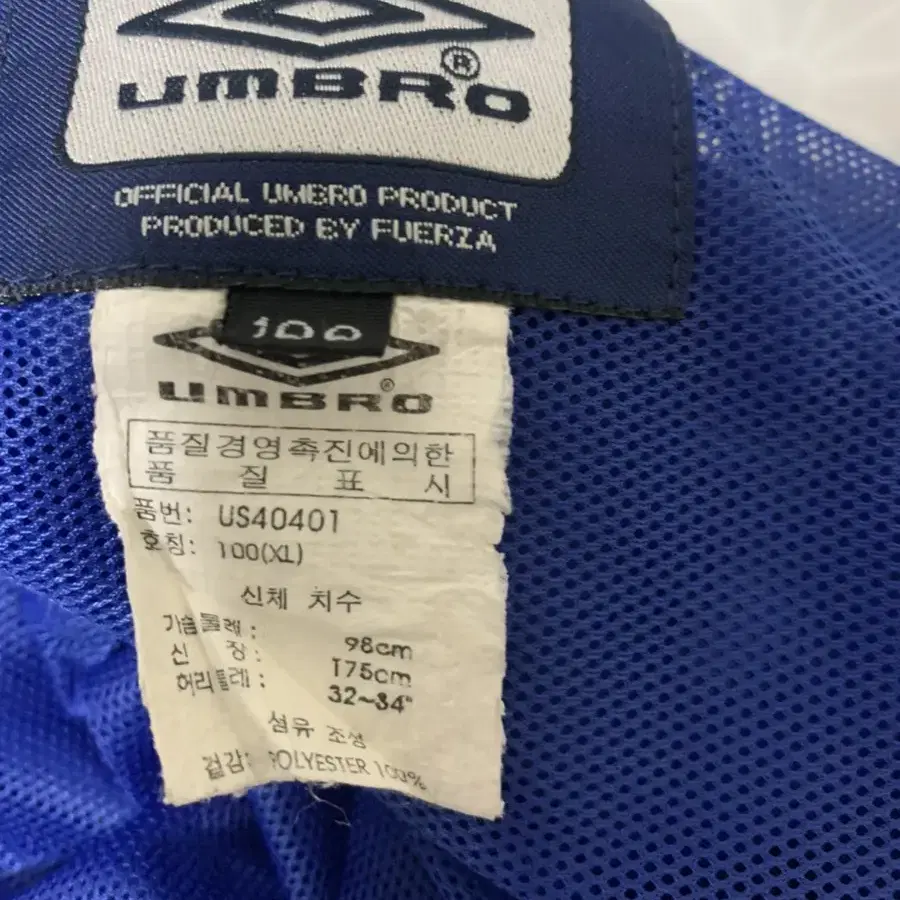 UMBRO®
OFFICIAL UMBRO PRODUCT
PRODUCED BY FUERZA
100
UMBRO®
품질경영촉진에의한
품 질 표 시
품번: US40401
호칭: 100(XL)
신체 치수
가슴둘레: 98cm
신 장: 175cm
허리둘레: 32~34"
섬유 조성
겉감: POLYESTER 100%